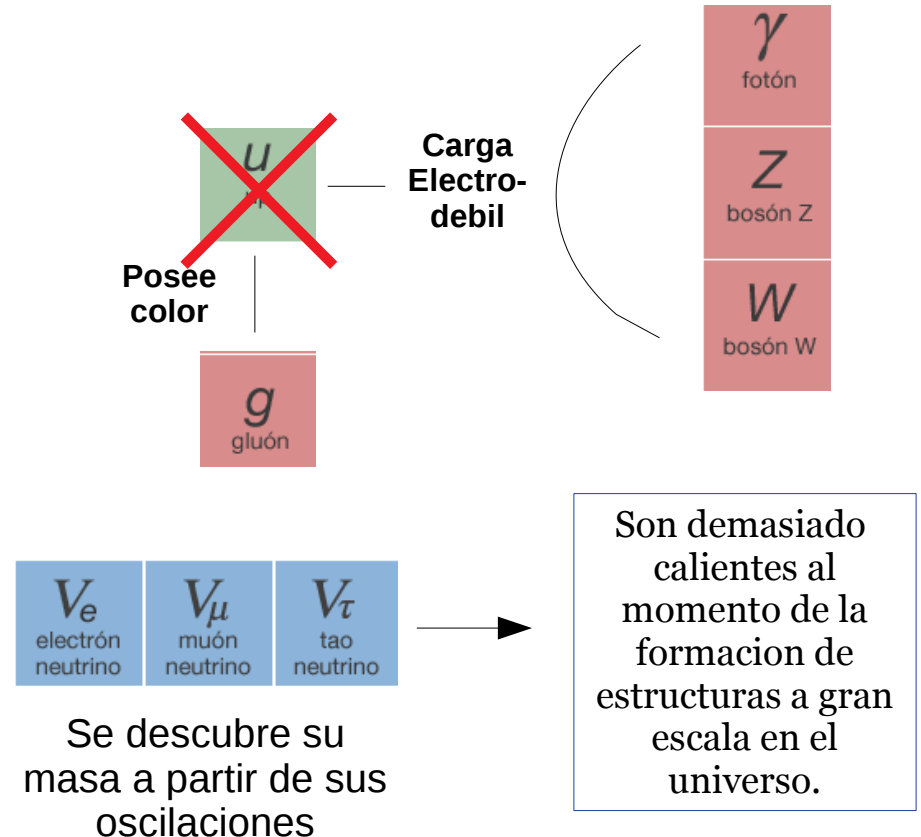 γ
fotón
u
Carga
Electro-
debil
Z
bosón Z
Posee
color
W
bosón W
g
gluón
Ve
electrón
neutrino
Vμ
muón
neutrino
Vτ
tao
neutrino
Se descubre su
masa a partir de sus
oscilaciones
Son demasiado
calientes al
momento de la
formacion de
estructuras a gran
escala en el
universo.